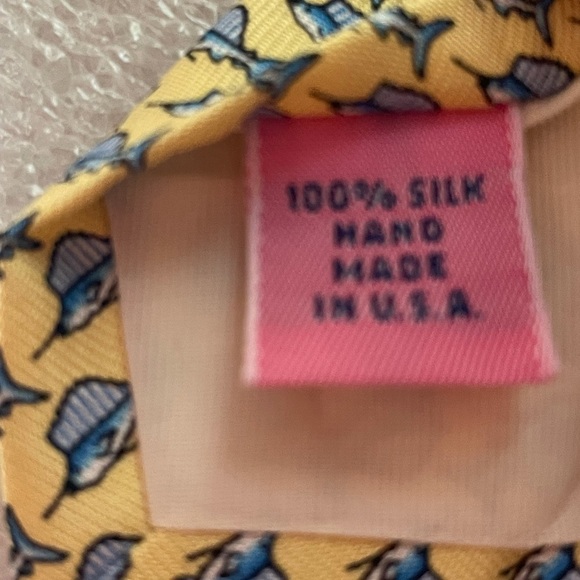 100% SILK
HAND
MADE
IN U.S.A.